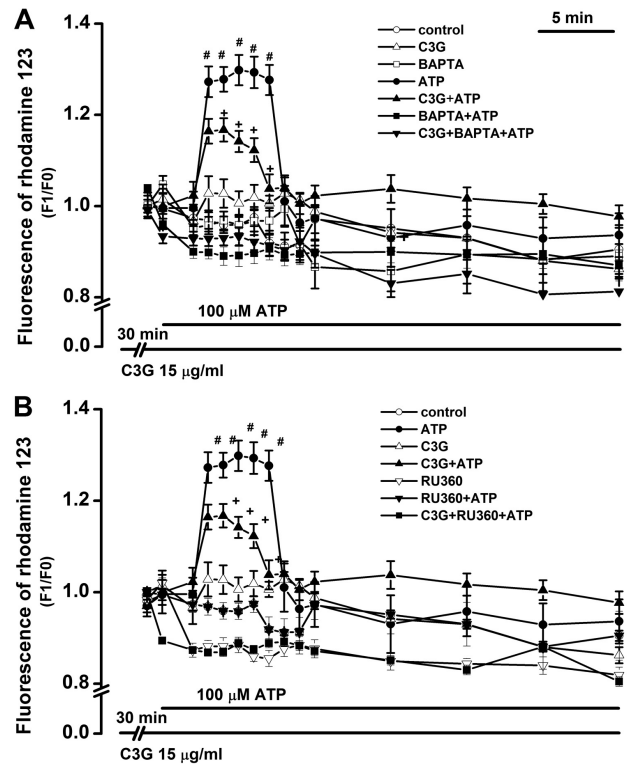 A
Fluorescence of rhodamine 123
(F1/F0)
1.4
1.2
1.0
0.8
0.0
5 min
control
C3G
BAPTA
ATP
C3G+ATP
BAPTA+ATP
C3G+BAPTA+ATP
# # # # #
+ + + +
+
100 μM ATP
30 min
C3G 15 μg/ml
B
Fluorescence of rhodamine 123
(F1/F0)
1.4
1.2
1.0
0.8
0.0
control
ATP
C3G
C3G+ATP
RU360
RU360+ATP
C3G+RU360+ATP
# # # # #
+ + + +
100 μM ATP
30 min
C3G 15 μg/ml